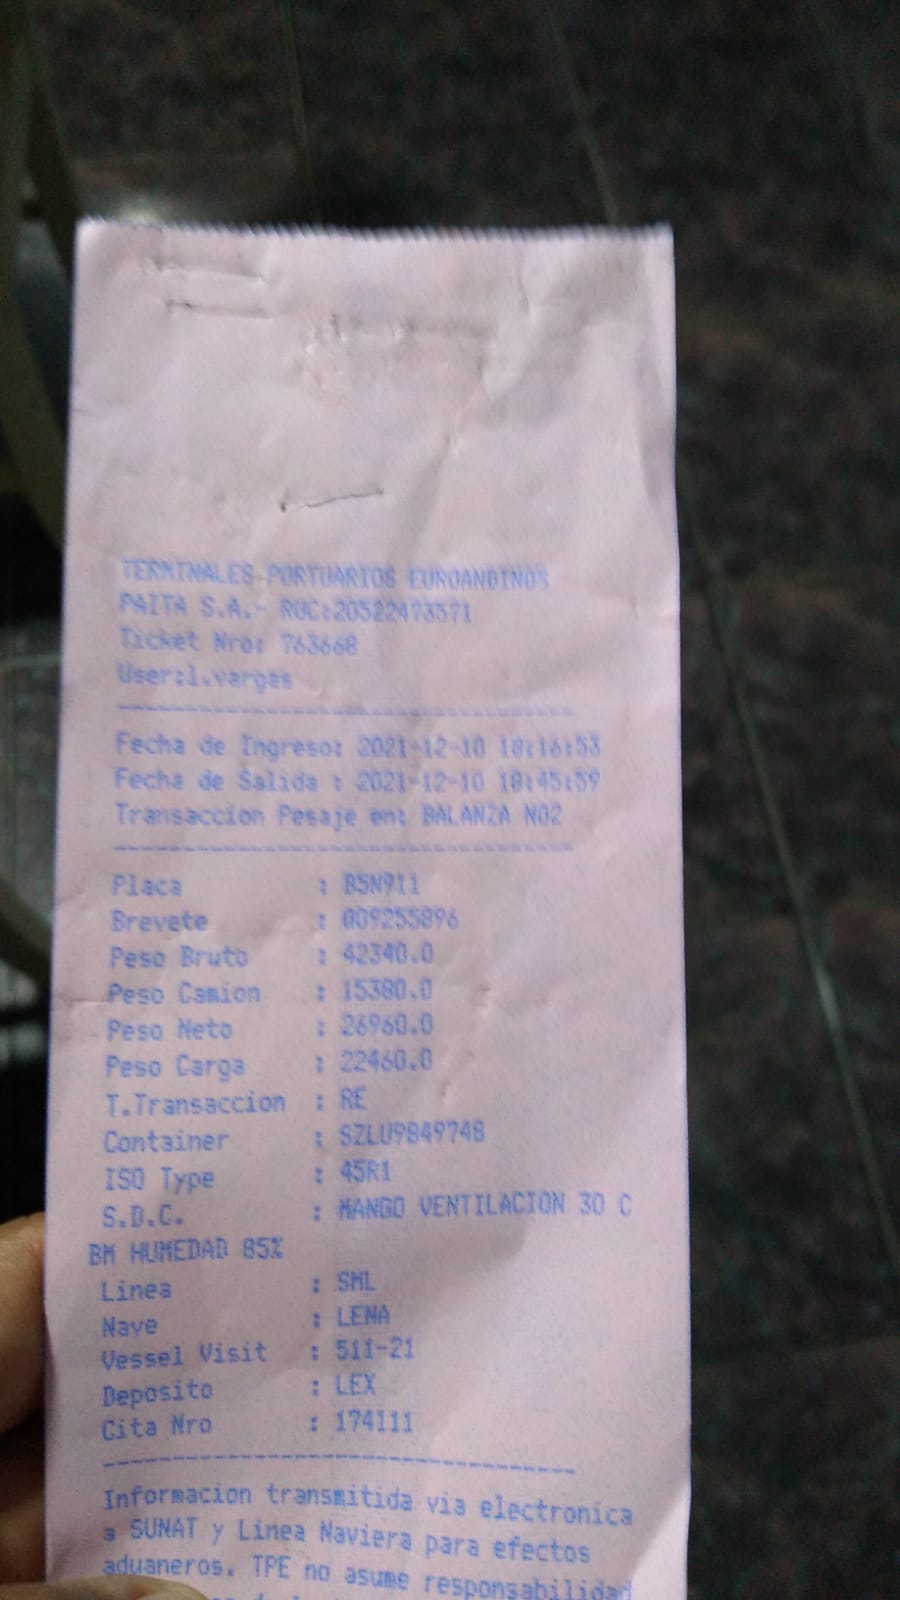 TERMINALES PORTUARIOS EUROANDINOS
PAITA S.A.- RUC:20522473571
Ticket Nro: 763668
User:l.vargas
Fecha de Ingreso: 2021-12-10 18:16:53
Fecha de Salida : 2021-12-10 18:45:59
Transaccion Pesaje en: BALANZA N02
Placa : B5N911
Brevete : 009255896
Peso Bruto : 42340.0
Peso Camion : 15380.0
Peso Neto : 26960.0
Peso Carga : 22460.0
T.Transaccion : RE
Container : SZLU9849748
ISO Type : 45R1
S.D.C. : MANGO VENTILACION 30 C
BM HUMEDAD 85%
Linea : SML
Nave : LENA
Vessel Visit : 511-21
Deposito : LEX
Cita Nro : 174111
Informacion transmitida via electronica
a SUNAT y Linea Naviera para efectos
aduaneros. TPE no asume responsabilidad